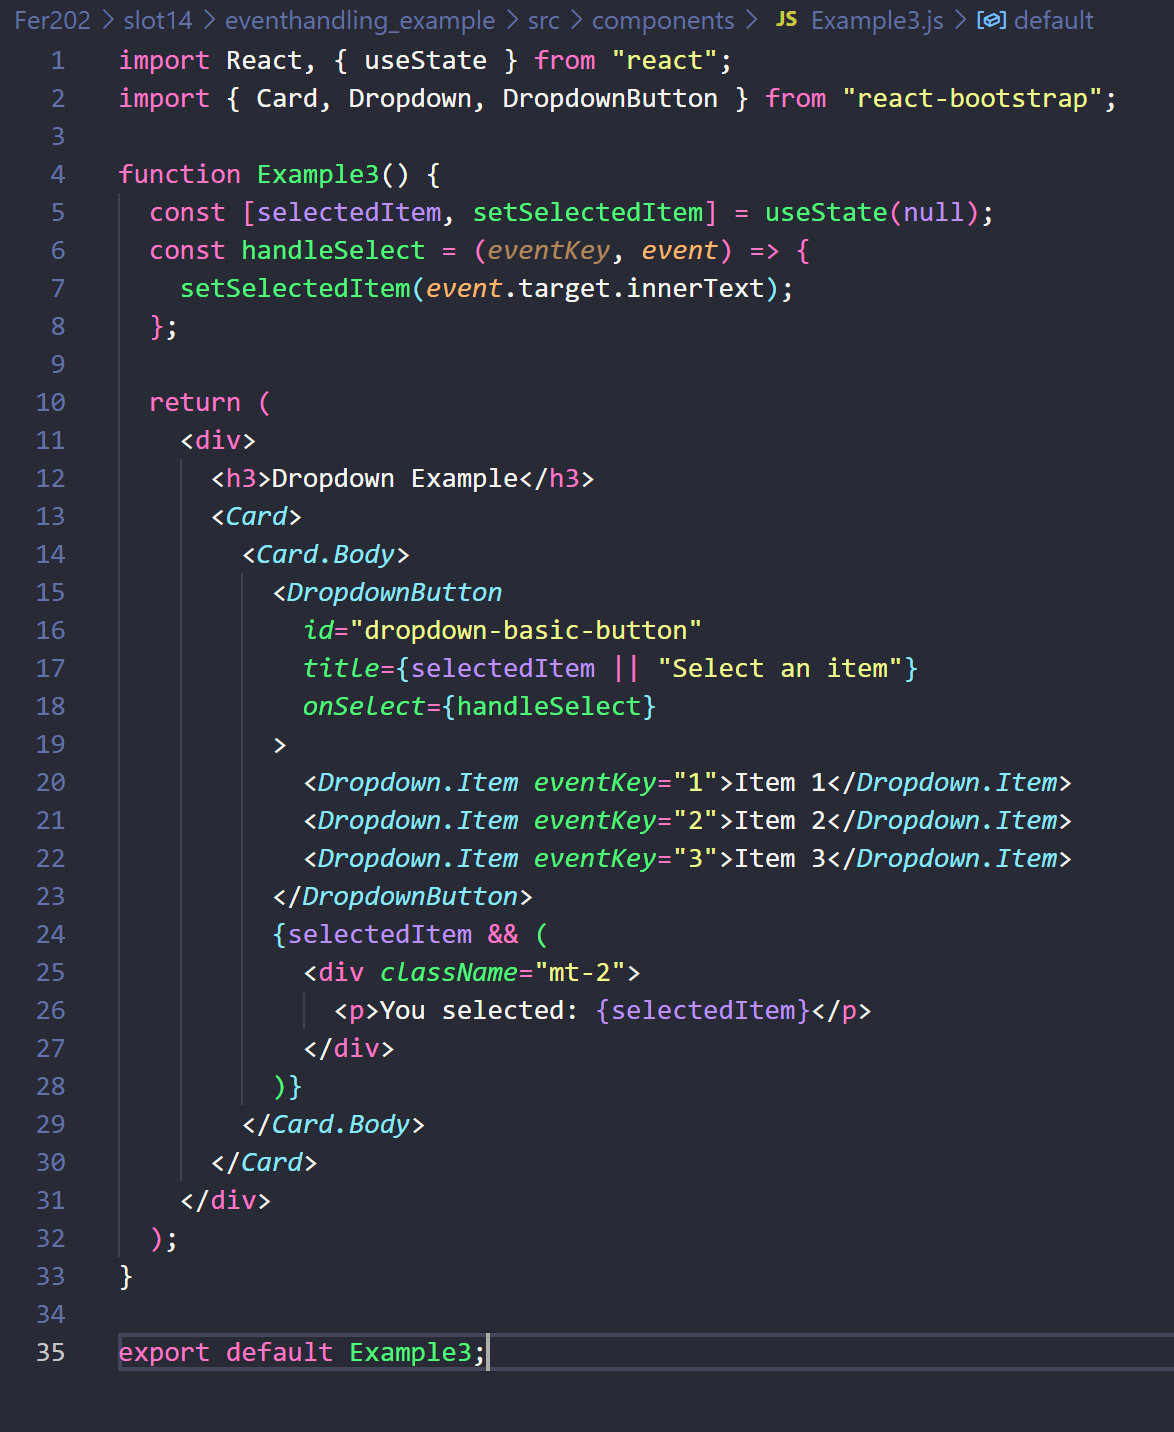 Fer202 > slot14 > eventhandling_example > src > components > JS Example3.js > default
1 import React, { useState } from "react";
2 import { Card, Dropdown, DropdownButton } from "react-bootstrap";
3
4 function Example3() {
5   const [selectedItem, setSelectedItem] = useState(null);
6   const handleSelect = (eventKey, event) => {
7     setSelectedItem(event.target.innerText);
8   };
9
10   return (
11     <div>
12       <h3>Dropdown Example</h3>
13       <Card>
14         <Card.Body>
15           <DropdownButton
16             id="dropdown-basic-button"
17             title={selectedItem || "Select an item"}
18             onSelect={handleSelect}
19           >
20             <Dropdown.Item eventKey="1">Item 1</Dropdown.Item>
21             <Dropdown.Item eventKey="2">Item 2</Dropdown.Item>
22             <Dropdown.Item eventKey="3">Item 3</Dropdown.Item>
23           </DropdownButton>
24           {selectedItem && (
25             <div className="mt-2">
26               <p>You selected: {selectedItem}</p>
27             </div>
28           )}
29         </Card.Body>
30       </Card>
31     </div>
32   );
33 }
34
35 export default Example3;